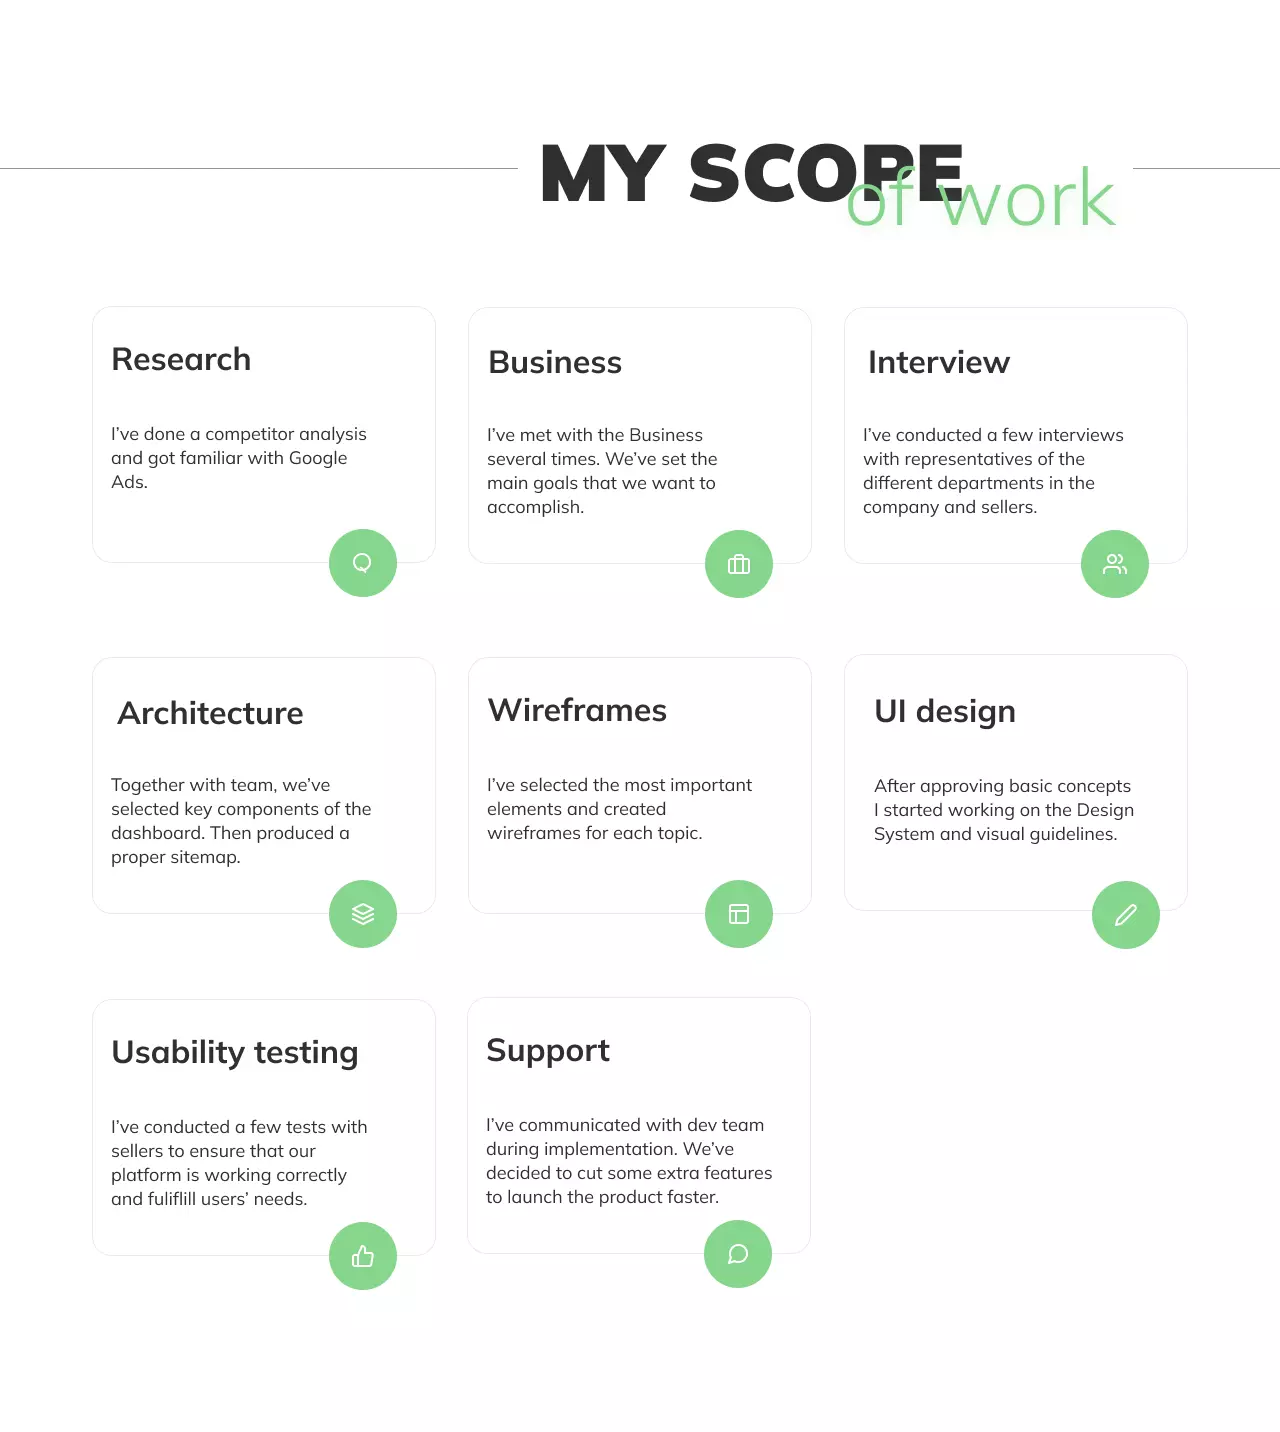 MY SCOPE
of work
Research
I've done a competitor analysis
and got familiar with Google
Ads.
Business
I've met with the Business
several times. We've set the
main goals that we want to
accomplish.
Interview
I've conducted a few interviews
with representatives of the
different departments in the
company and sellers.
Architecture
Together with team, we've
selected key components of the
dashboard. Then produced a
proper sitemap.
Wireframes
I've selected the most important
elements and created
wireframes for each topic.
UI design
After approving basic concepts
I started working on the Design
System and visual guidelines.
Usability testing
I've conducted a few tests with
sellers to ensure that our
platform is working correctly
and fuliflill users' needs.
Support
I've communicated with dev team
during implementation. We've
decided to cut some extra features
to launch the product faster.